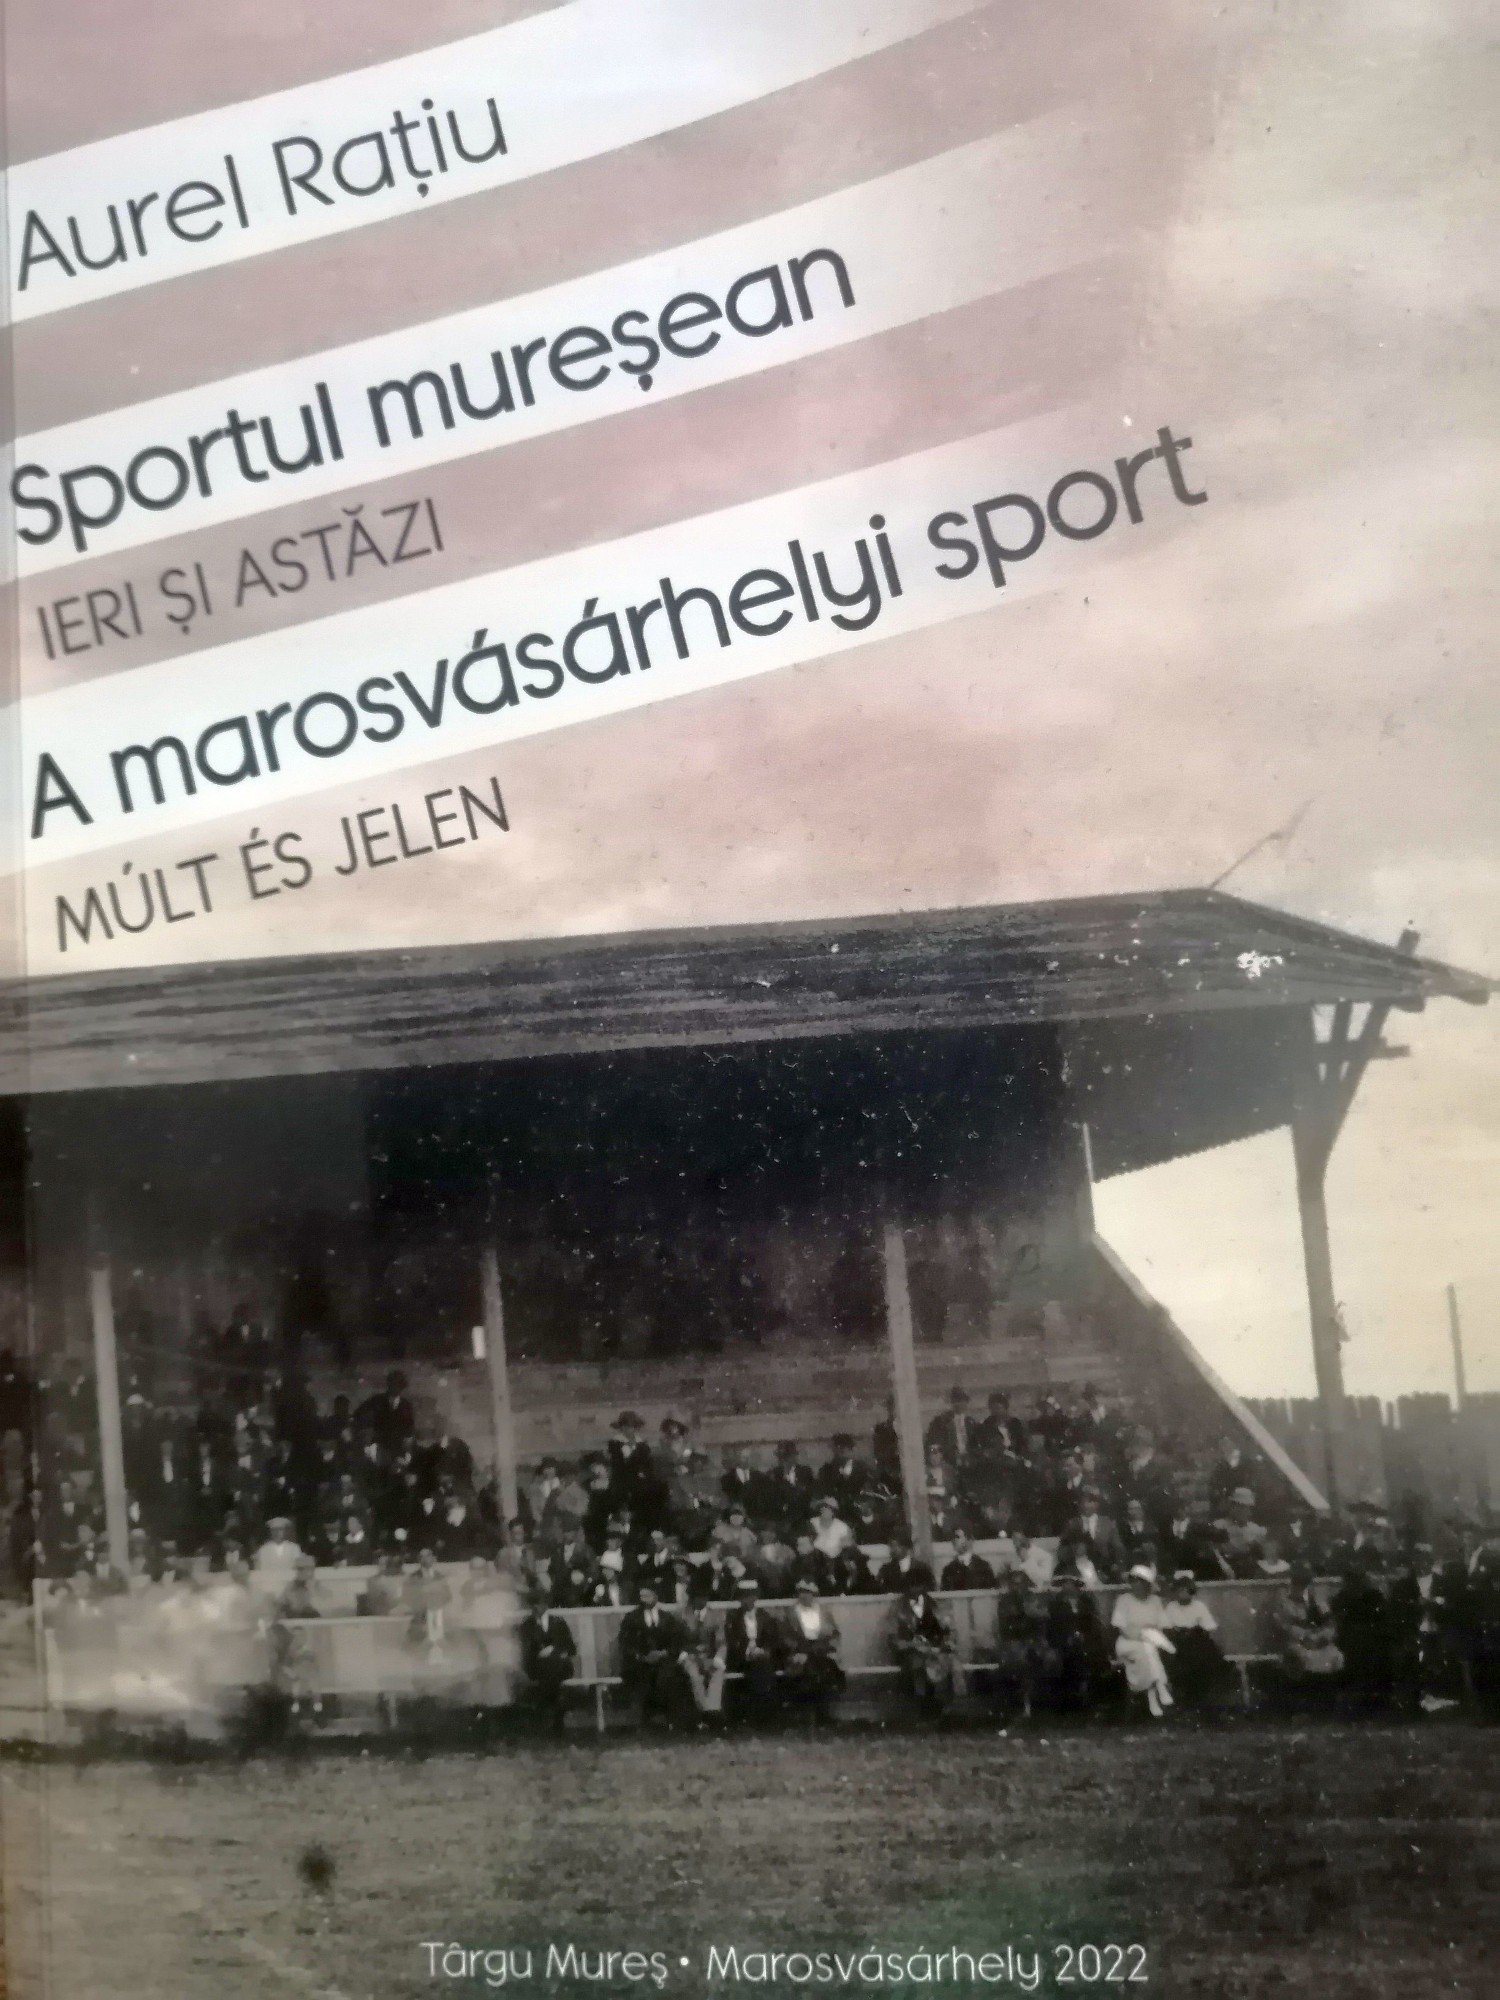 Aurel Rațiu
Sportul mureșean
IERI ȘI ASTĂZI
A marosvásárhelyi sport
MÚLT ÉS JELEN
Târgu Mureș • Marosvásárhely 2022